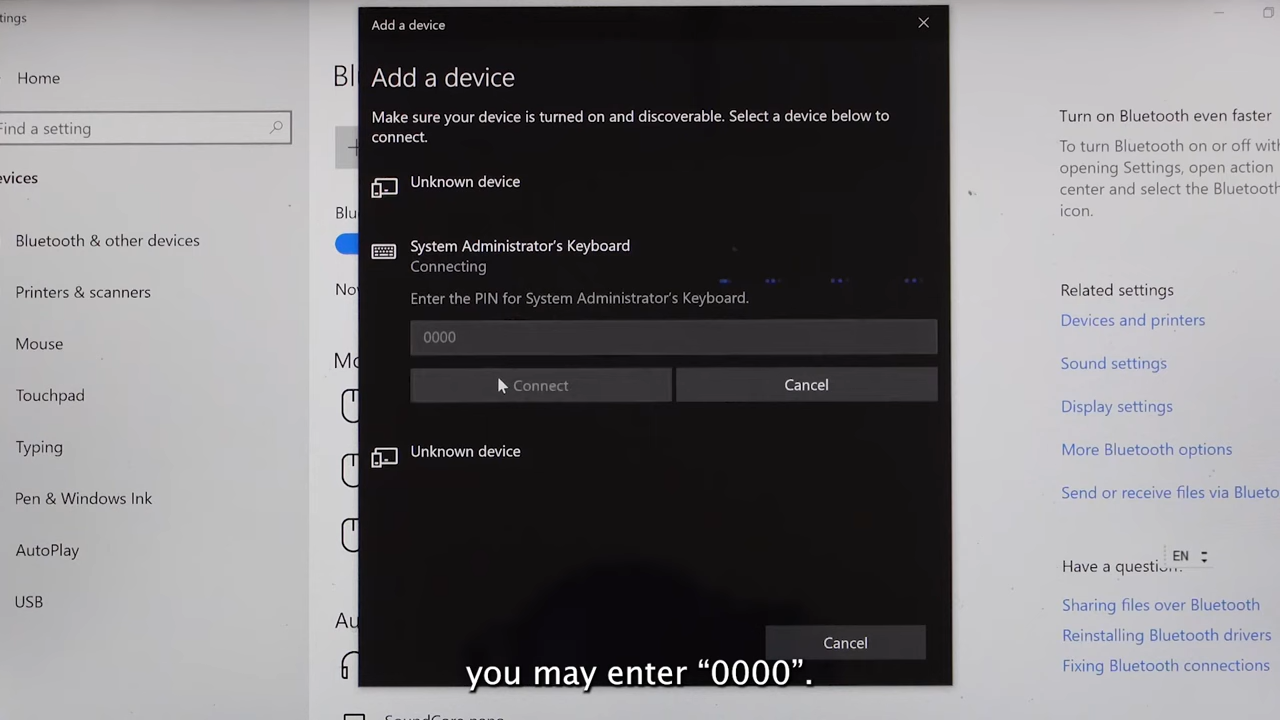 tings
Home
Find a setting
evices
Bluetooth & other devices
Printers & scanners
Mouse
Touchpad
Typing
Pen & Windows Ink
AutoPlay
USB
Bl
Blu
Nov
Mo
Au
SoundCore
Add a device
Add a device
Make sure your device is turned on and discoverable. Select a device below to
connect.
Unknown device
System Administrator's Keyboard
Connecting
Enter the PIN for System Administrator's Keyboard.
0000
Connect
Cancel
Unknown device
Cancel
Turn on Bluetooth even faster
To turn Bluetooth on or off with
opening Settings, open action
center and select the Bluetooth
icon.
Related settings
Devices and printers
Sound settings
Display settings
More Bluetooth options
Send or receive files via Blueto
EN
Have a question?
Sharing files over Bluetooth
Reinstalling Bluetooth drivers
Fixing Bluetooth connections
you may enter “0000”.